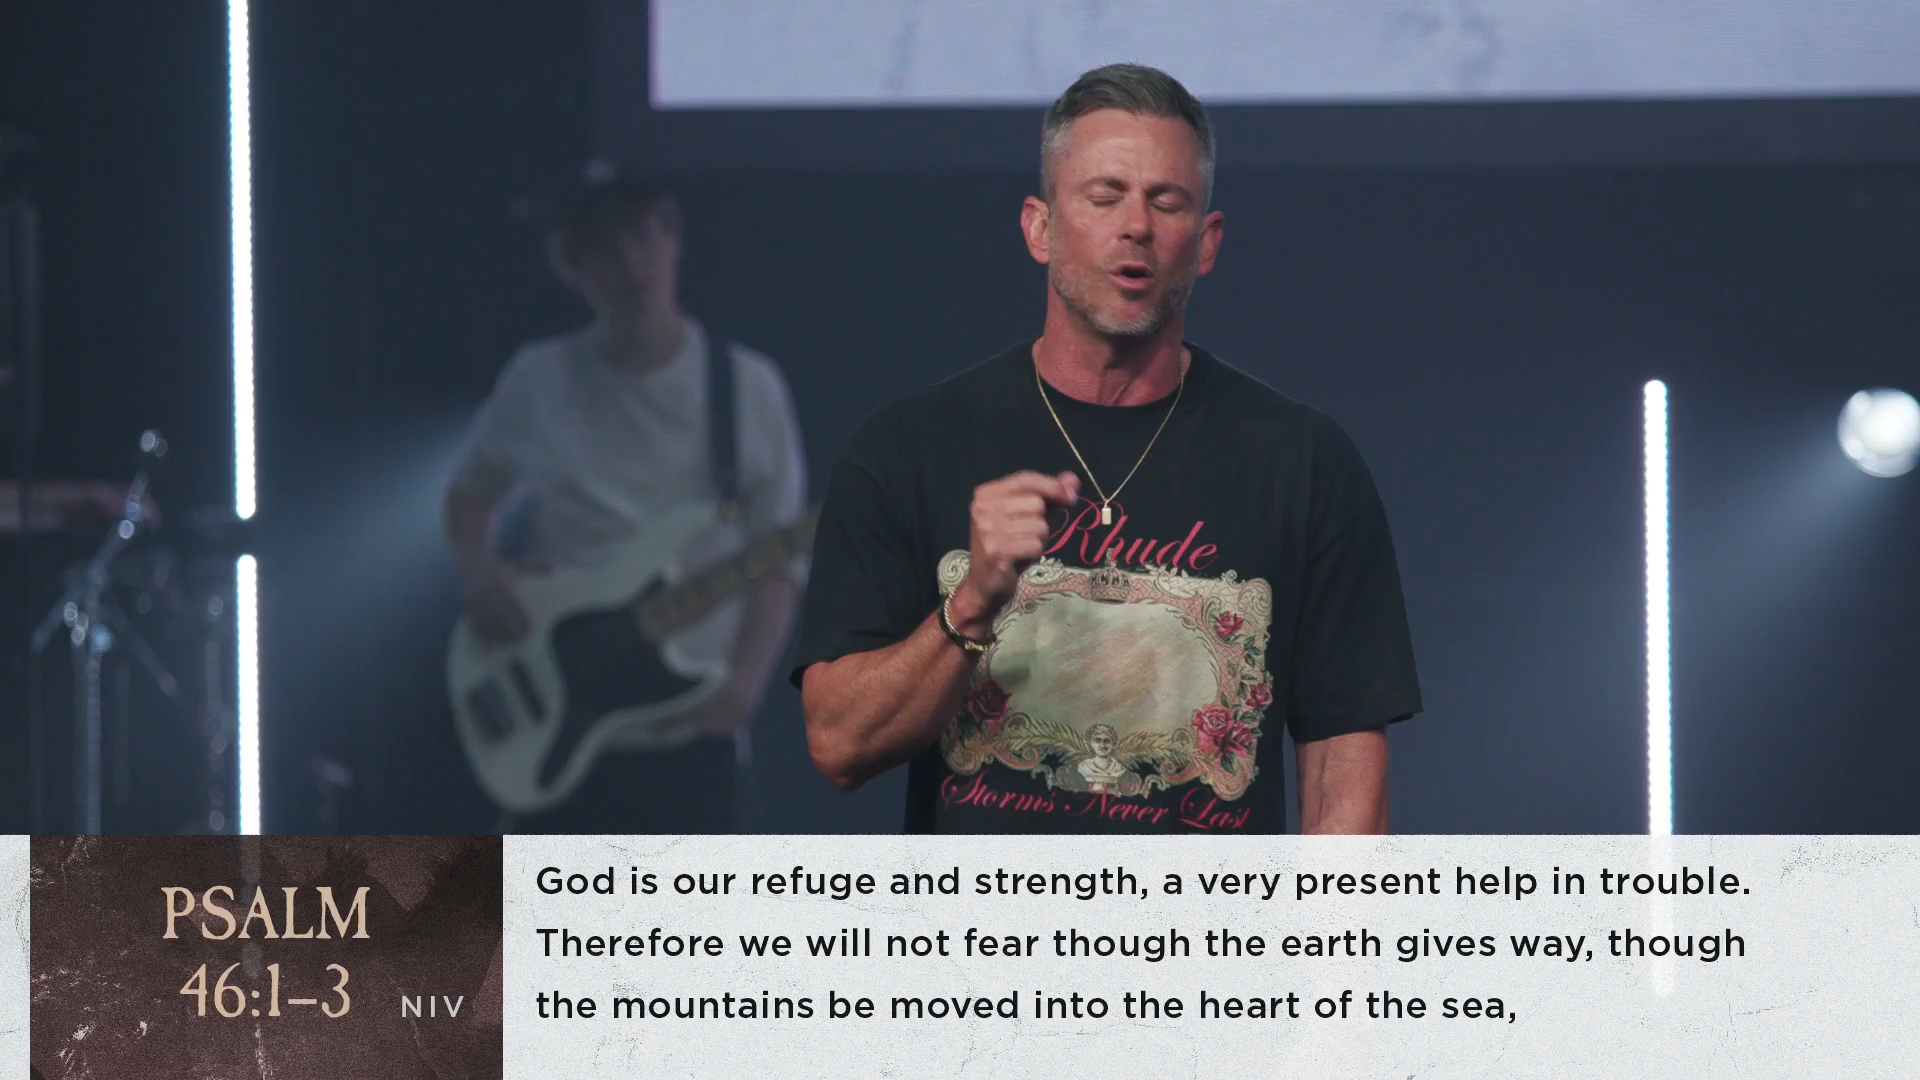 Rhude
Storms Never Last
PSALM
46:1–3 NIV
God is our refuge and strength, a very present help in trouble.
Therefore we will not fear though the earth gives way, though
the mountains be moved into the heart of the sea,